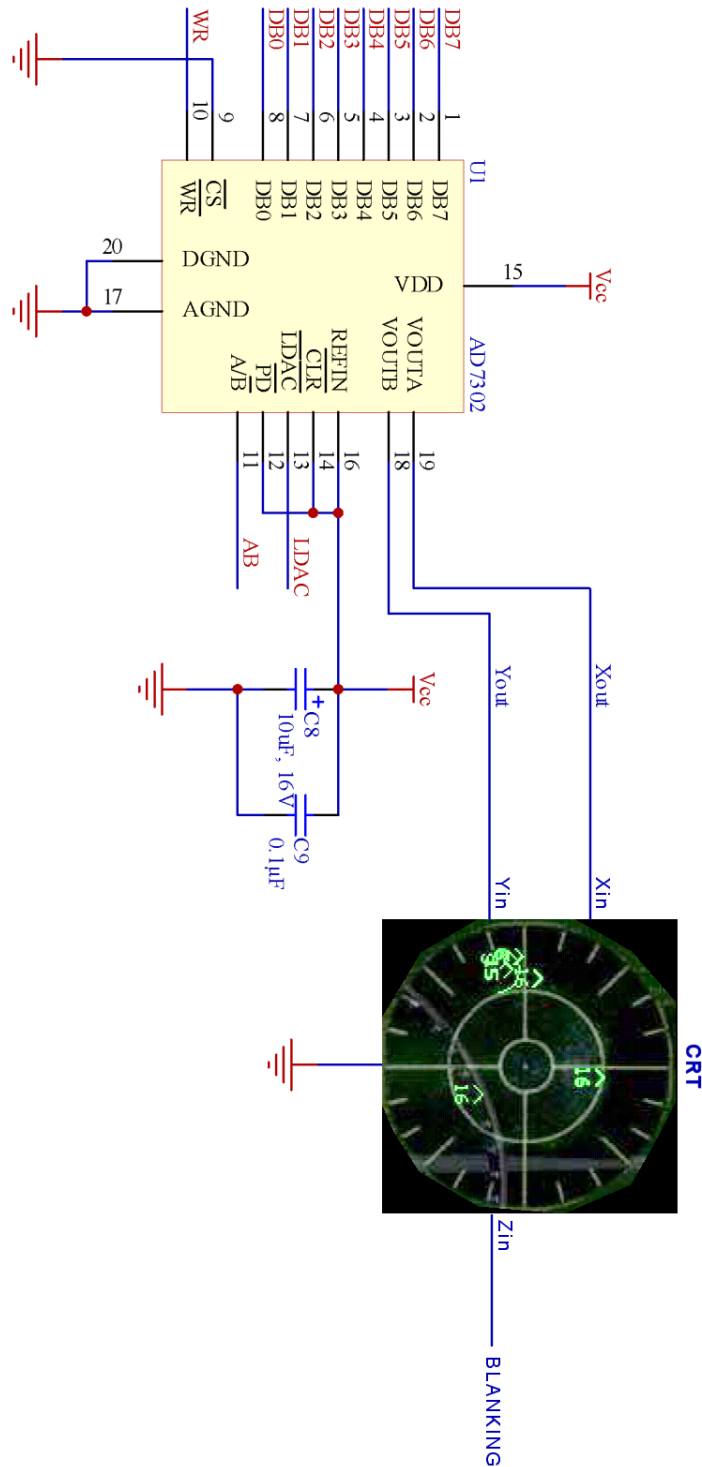 WR
DB0
DB1
DB2
DB3
DB4
DB5
DB6
DB7
10
9
8
7
6
5
4
3
2
1
U1
WR
CS
DB0
DB1
DB2
DB3
DB4
DB5
DB6
DB7
20
DGND
17
AGND
VDD
15
Vcc
A/B
PD
LDAC
CLR
REFIN
VOUTB
VOUTA
AD7302
11
12
13
14
16
18
19
AB
LDAC
Vcc
C8
10uF, 16V
C9
0.1µF
Yout
Xout
Yin
Xin
CRT
16
16
Zin
BLANKING